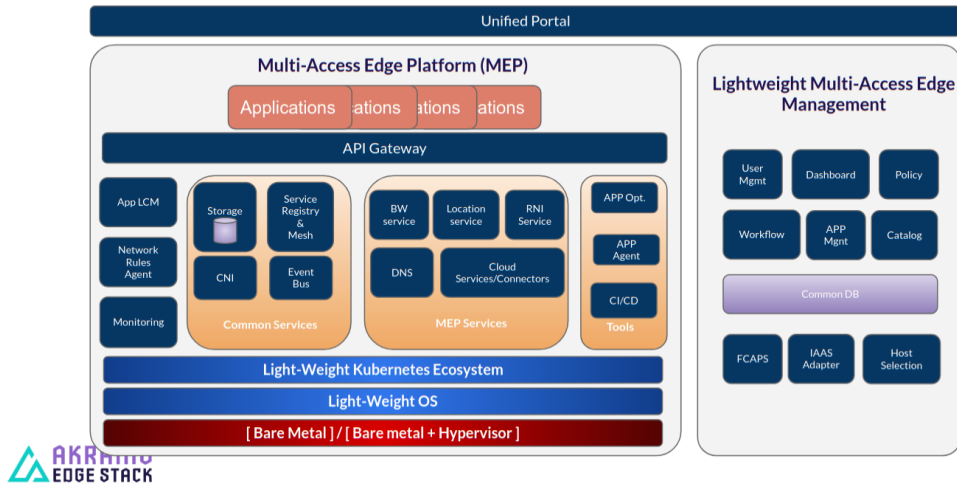 Unified Portal
Multi-Access Edge Platform (MEP)
Applications
ations
ations
ations
API Gateway
App LCM
Network
Rules
Agent
Monitoring
Storage
Service
Registry
&
Mesh
CNI
Event
Bus
Common Services
BW
service
Location
service
RNI
Service
DNS
Cloud
Services/Connectors
MEP Services
APP Opt.
APP
Agent
CI/CD
Tools
Light-Weight Kubernetes Ecosystem
Light-Weight OS
[ Bare Metal ] / [ Bare metal + Hypervisor ]
Lightweight Multi-Access Edge
Management
User
Mgmt
Dashboard
Policy
Workflow
APP
Mgnt
Catalog
Common DB
FCAPS
IAAS
Adapter
Host
Selection
EDGE STACK